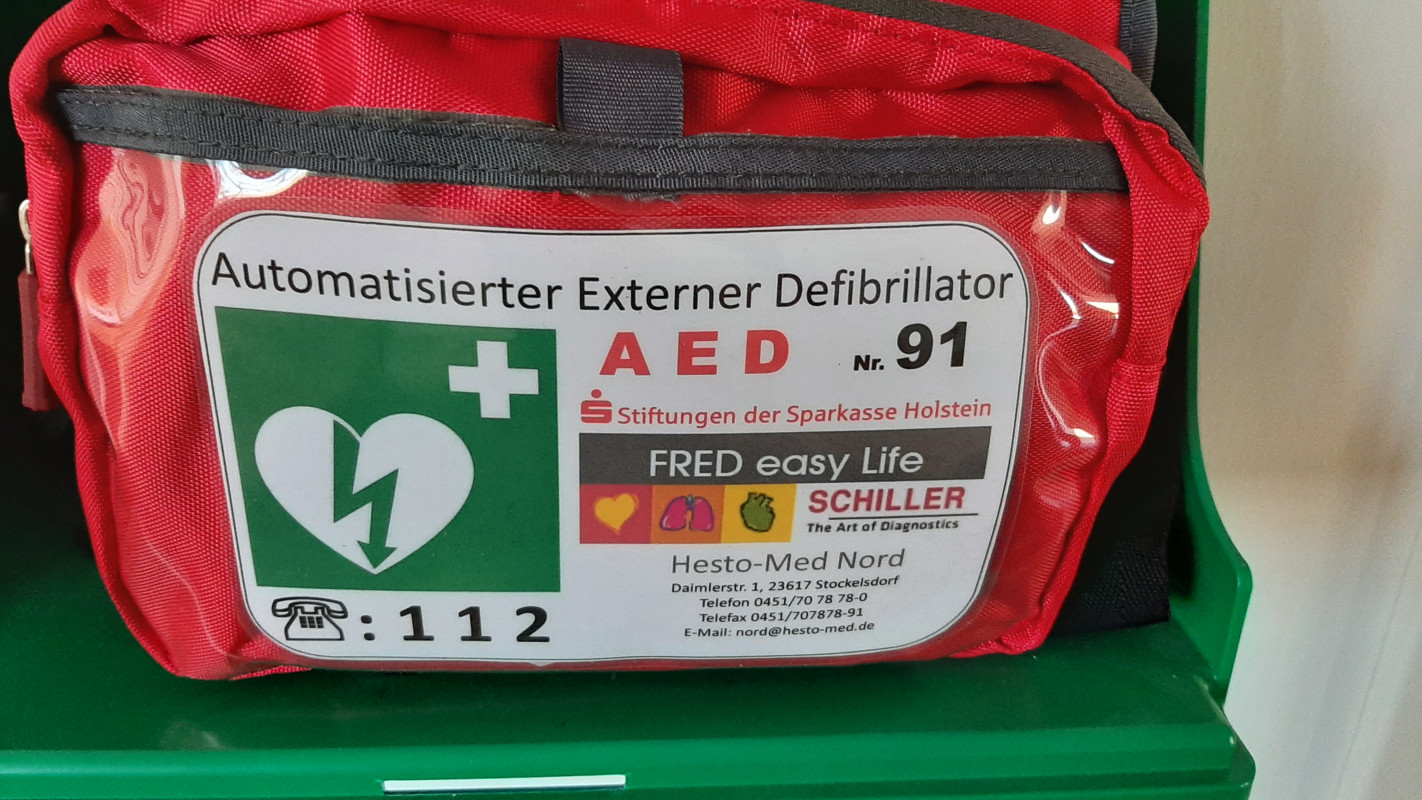 Automatisierter Externer Defibrillator
AED Nr. 91
Stiftungen der Sparkasse Holstein
FRED easy Life
SCHILLER
The Art of Diagnostics
Hesto-Med Nord
Daimlerstr. 1, 23617 Stockelsdorf
Telefon 0451/70 78 78-0
Telefax 0451/707878-91
E-Mail: nord@hesto-med.de
: 112